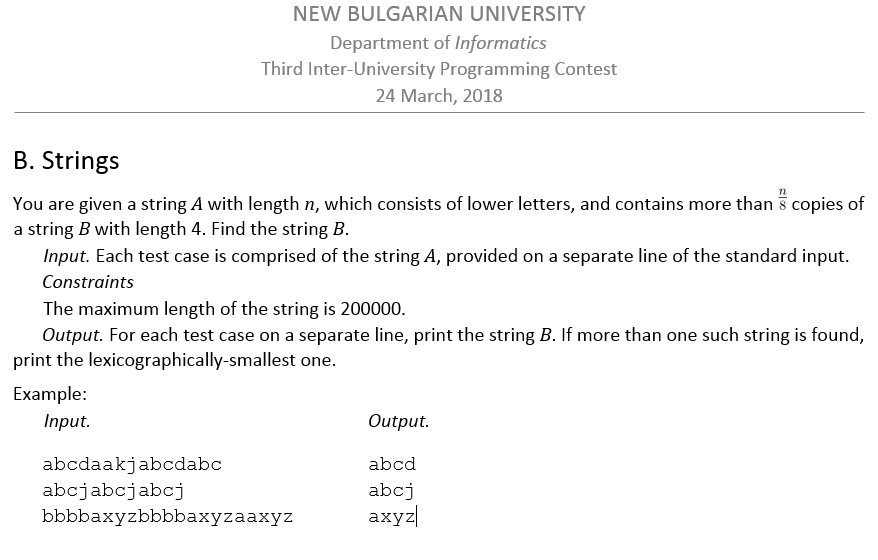 NEW BULGARIAN UNIVERSITY
Department of Informatics
Third Inter-University Programming Contest
24 March, 2018
B. Strings
You are given a string A with length n, which consists of lower letters, and contains more than n/8 copies of
a string B with length 4. Find the string B.
Input. Each test case is comprised of the string A, provided on a separate line of the standard input.
Constraints
The maximum length of the string is 200000.
Output. For each test case on a separate line, print the string B. If more than one such string is found,
print the lexicographically-smallest one.
Example:
Input. Output.
abcdaakjabcdabc abcd
abcjabcjabcj abcj
bbbbaxyzbbbbaxyzaaxyz axyz